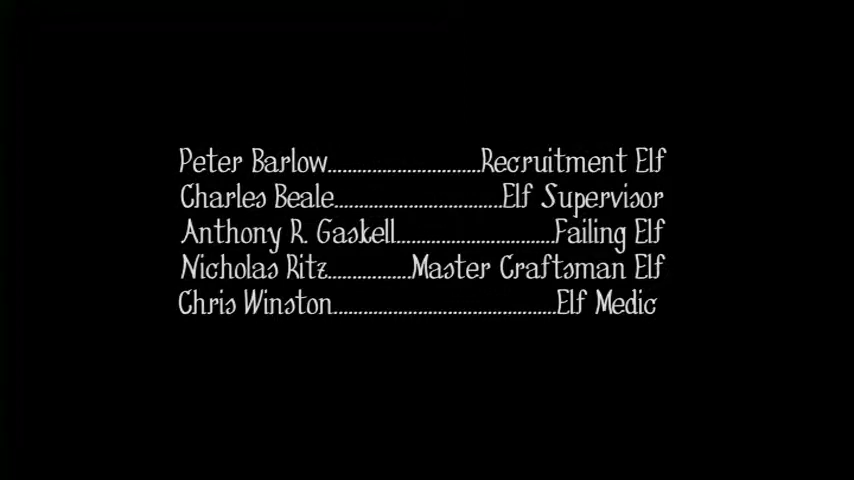 Peter Barlow.........................Recruitment Elf
Charles Beale............................Elf Supervisor
Anthony R. Gaskell..........................Failing Elf
Nicholas Ritz..............Master Craftsman Elf
Chris Winston.....................................Elf Medic